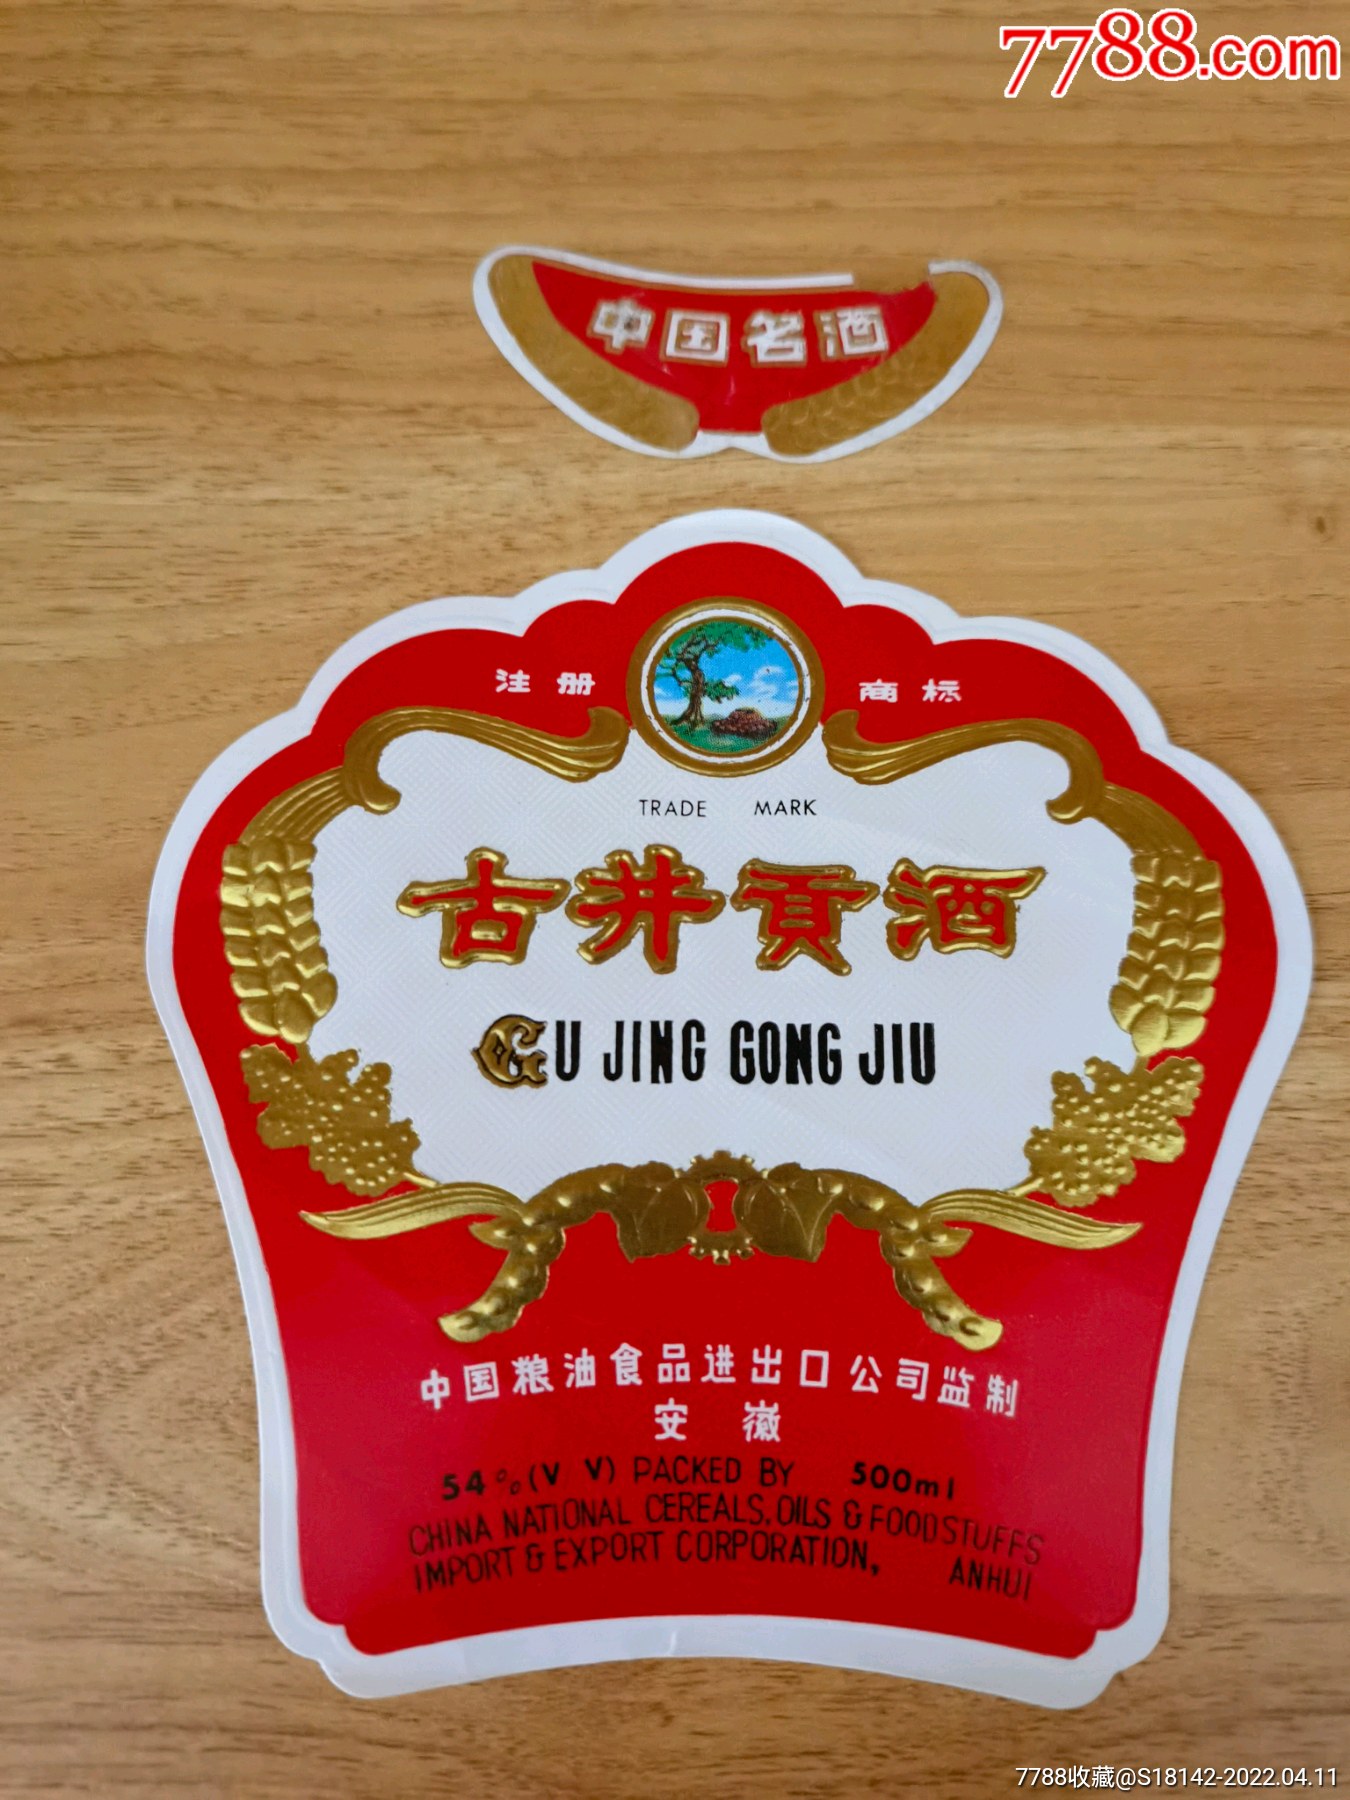 7788.com
中国名酒
注册 商标
TRADE MARK
古井贡酒
GU JING GONG JIU
中国粮油食品进出口公司监制
安徽
54%(V V) PACKED BY 500ml
CHINA NATIONAL CEREALS, OILS & FOODSTUFFS
IMPORT & EXPORT CORPORATION, ANHUI
7788收藏@S18142-2022.04.11